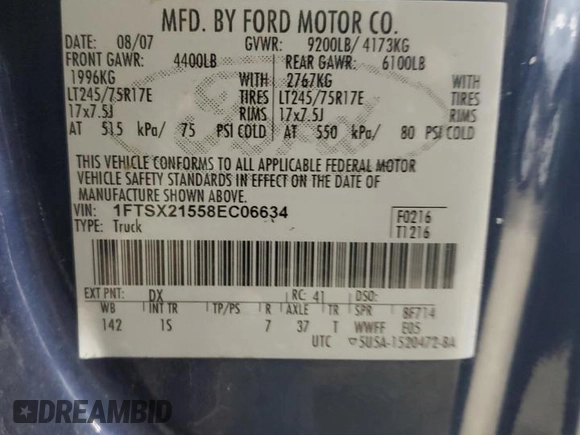 MFD. BY FORD MOTOR CO.
DATE: 08/07 GVWR: 9200LB/ 4173KG
FRONT GAWR: 4400LB REAR GAWR: 6100LB
1996KG WITH 2767KG WITH
LT245/75R17E TIRES LT245/75R17E TIRES
17x7.5J RIMS 17x7.5J RIMS
AT 515 kPa/ 75 PSI COLD AT 550 kPa/ 80 PSI COLD
THIS VEHICLE CONFORMS TO ALL APPLICABLE FEDERAL MOTOR
VEHICLE SAFETY STANDARDS IN EFFECT ON THE DATE OF
MANUFACTURE SHOWN ABOVE.
VIN: 1FTSX21558EC06634 F0216
TYPE: Truck T1216
EXT PNT: DX RC: 41 DSO:
WB INT TR TP/PS R AXLE TR SPR 8F714
142 1S 7 37 T WWFF E05
UTC ▽5U5A-1520472-BA
DREAMBID